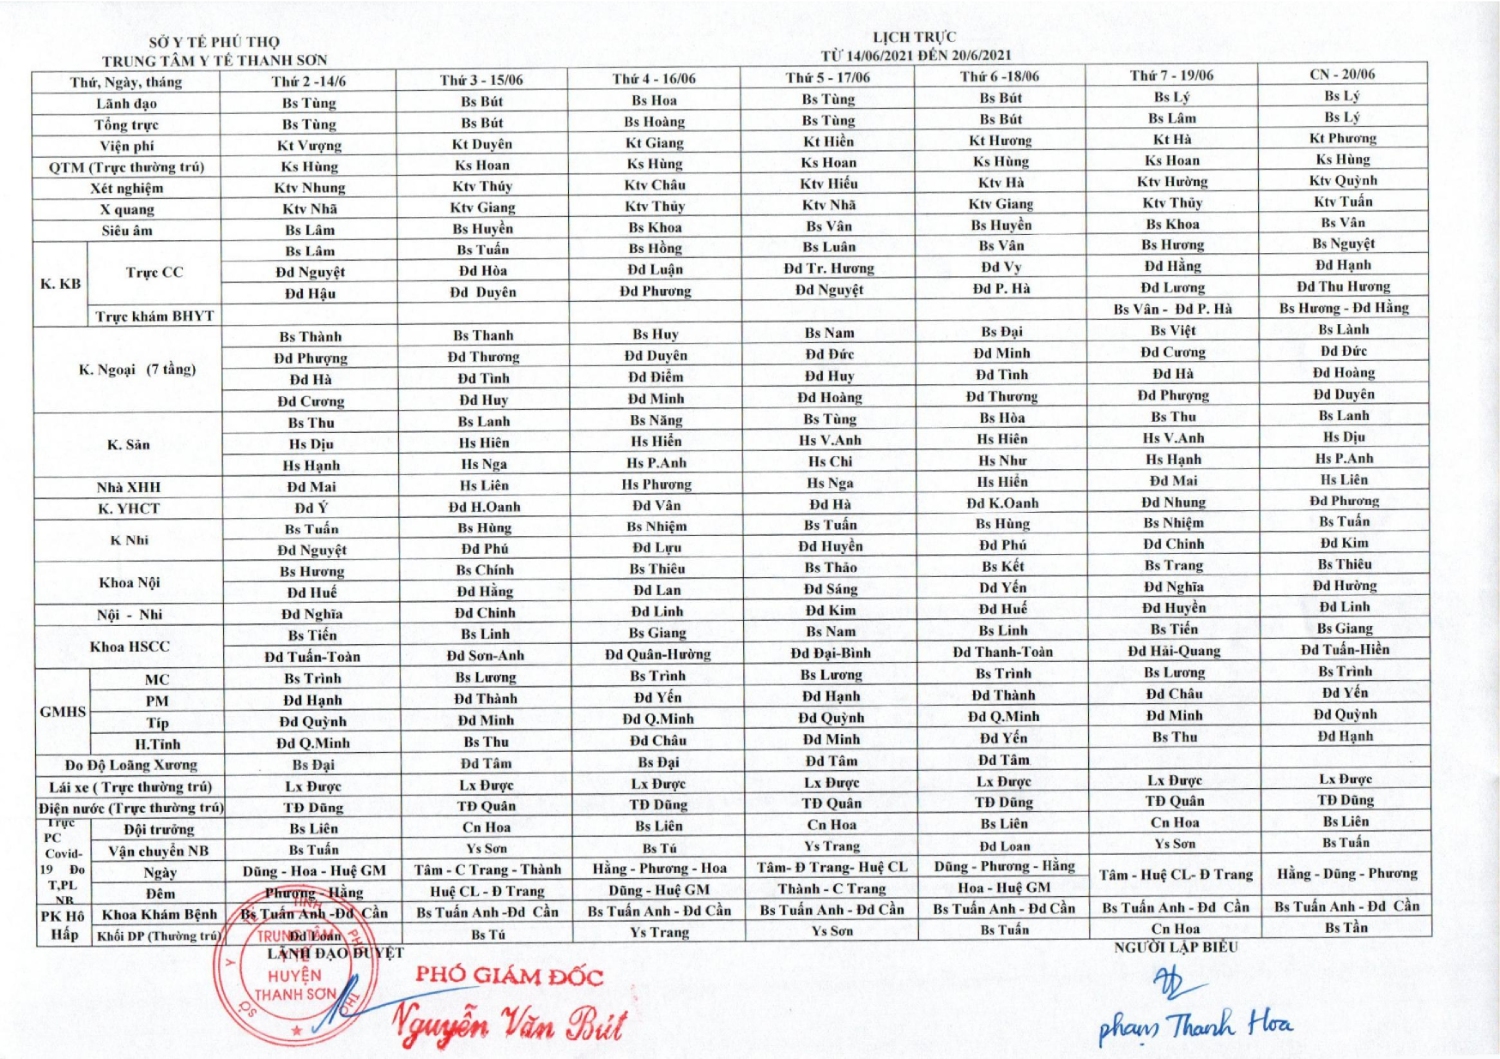 SỞ Y TẾ PHÚ THỌ
TRUNG TÂM Y TẾ THANH SƠN
LỊCH TRỰC
TỪ 14/06/2021 ĐẾN 20/6/2021
Thứ, Ngày, tháng Thứ 2 -14/6 Thứ 3 - 15/06 Thứ 4 - 16/06 Thứ 5 - 17/06 Thứ 6 -18/06 Thứ 7 - 19/06 CN - 20/06
Lãnh đạo Bs Tùng Bs Bút Bs Hoa Bs Tùng Bs Bút Bs Lý Bs Lý
Tổng trực Bs Tùng Bs Bút Bs Hoàng Bs Tùng Bs Bút Bs Lâm Bs Lý
Viện phí Kt Vượng Kt Duyên Kt Giang Kt Hiền Kt Hương Kt Hà Kt Phương
QTM (Trực thường trú) Ks Hùng Ks Hoan Ks Hùng Ks Hoan Ks Hùng Ks Hoan Ks Hùng
Xét nghiệm Ktv Nhung Ktv Thúy Ktv Châu Ktv Hiếu Ktv Hà Ktv Hường Ktv Quỳnh
X quang Ktv Nhã Ktv Giang Ktv Thủy Ktv Nhã Ktv Giang Ktv Thủy Ktv Tuấn
Siêu âm Bs Lâm Bs Huyền Bs Khoa Bs Vân Bs Huyền Bs Khoa Bs Vân
K. KB Trực CC Bs Lâm Bs Tuấn Bs Hồng Bs Luân Bs Vân Bs Hương Bs Nguyệt
Đd Nguyệt Đd Hòa Đd Luận Đd Tr. Hương Đd Vy Đd Hằng Đd Hạnh
Đd Hậu Đd Duyên Đd Phương Đd Nguyệt Đd P. Hà Đd Lương Đd Thu Hương
Trực khám BHYT Bs Vân - Đd P. Hà Bs Hương - Đd Hằng
K. Ngoại (7 tầng) Bs Thành Bs Thanh Bs Huy Bs Nam Bs Đại Bs Việt Bs Lành
Đd Phượng Đd Thương Đd Duyên Đd Đức Đd Minh Đd Cương Đd Đức
Đd Hà Đd Tình Đd Điểm Đd Huy Đd Tình Đd Hà Đd Hoàng
Đd Cương Đd Huy Đd Minh Đd Hoàng Đd Thương Đd Phượng Đd Duyên
K. Sản Bs Thu Bs Lanh Bs Năng Bs Tùng Bs Hòa Bs Thu Bs Lanh
Hs Dịu Hs Hiên Hs Hiển Hs V.Anh Hs Hiên Hs V.Anh Hs Dịu
Hs Hạnh Hs Nga Hs P.Anh Hs Chi Hs Như Hs Hạnh Hs P.Anh
Nhà XHH Đd Mai Hs Liên Hs Phương Hs Nga Hs Hiển Đd Mai Hs Liên
K. YHCT Đd Ý Đd H.Oanh Đd Vân Đd Hà Đd K.Oanh Đd Nhung Đd Phương
K Nhi Bs Tuấn Bs Hùng Bs Nhiệm Bs Tuấn Bs Hùng Bs Nhiệm Bs Tuấn
Đd Nguyệt Đd Phú Đd Lựu Đd Huyền Đd Phú Đd Chinh Đd Kim
Khoa Nội Bs Hương Bs Chính Bs Thiêu Bs Thảo Bs Kết Bs Trang Bs Thiêu
Đd Huế Đd Hằng Đd Lan Đd Sáng Đd Yến Đd Nghĩa Đd Hường
Nội - Nhi Đd Nghĩa Đd Chinh Đd Linh Đd Kim Đd Huế Đd Huyền Đd Linh
Khoa HSCC Bs Tiến Bs Linh Bs Giang Bs Nam Bs Linh Bs Tiến Bs Giang
Đd Tuấn-Toàn Đd Sơn-Anh Đd Quân-Hường Đd Đại-Bình Đd Thanh-Toàn Đd Hải-Quang Đd Tuấn-Hiền
GMHS MC Bs Trình Bs Lương Bs Trình Bs Lương Bs Trình Bs Lương Bs Trình
PM Đd Hạnh Đd Thành Đd Yến Đd Hạnh Đd Thành Đd Châu Đd Yến
Típ Đd Quỳnh Đd Minh Đd Q.Minh Đd Quỳnh Đd Q.Minh Đd Minh Đd Quỳnh
H.Tỉnh Đd Q.Minh Bs Thu Đd Châu Đd Minh Đd Yến Bs Thu Đd Hạnh
Đo Độ Loãng Xương Bs Đại Đd Tâm Bs Đại Đd Tâm Đd Tâm
Lái xe ( Trực thường trú) Lx Được Lx Được Lx Được Lx Được Lx Được Lx Được Lx Được
Điện nước (Trực thường trú) TĐ Dũng TĐ Quân TĐ Dũng TĐ Quân TĐ Dũng TĐ Quân TĐ Dũng
Trực PC Covid-19 Đo T,PL NB Đội trưởng Bs Liên Cn Hoa Bs Liên Cn Hoa Bs Liên Cn Hoa Bs Liên
Vận chuyển NB Bs Tuấn Ys Sơn Bs Tú Ys Trang Đd Loan Ys Sơn Bs Tuấn
Ngày Dũng - Hoa - Huệ GM Tâm - C Trang - Thành Hằng - Phương - Hoa Tâm- Đ Trang- Huệ CL Dũng - Phương - Hằng Tâm - Huệ CL- Đ Trang Hằng - Dũng - Phương
Đêm Phương - Hằng Huệ CL - Đ Trang Dũng - Huệ GM Thành - C Trang Hoa - Huệ GM
PK Hô Hấp Khoa Khám Bệnh Bs Tuấn Anh -Đd Cần Bs Tuấn Anh -Đd Cần Bs Tuấn Anh - Đd Cần Bs Tuấn Anh - Đd Cần Bs Tuấn Anh - Đd Cần Bs Tuấn Anh - Đd Cần Bs Tuấn Anh - Đd Cần
Khối DP (Thường trú) Đd Loan Bs Tú Ys Trang Ys Sơn Bs Tuấn Cn Hoa Bs Tần
LÃNH ĐẠO DUYỆT
NGƯỜI LẬP BIỂU
TRUNG TÂM
Y TẾ
HUYỆN
THANH SƠN
PHÓ GIÁM ĐỐC
Nguyễn Văn Bút
phạm Thanh Hoa